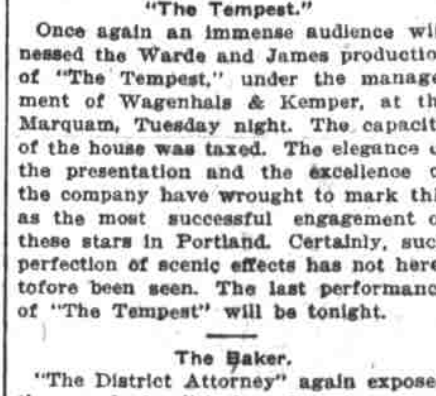 "The Tempest."
Once again an immense audience wit
nessed the Warde and James productio
of "The Tempest," under the manage
ment of Wagenhals & Kemper, at th
Marquam, Tuesday night. The capacit
of the house was taxed. The elegance o
the presentation and the excellence o
the company have wrought to mark thi
as the most successful engagement o
these stars in Portland. Certainly, suc
perfection of scenic effects has not here
tofore been seen. The last performanc
of "The Tempest" will be tonight.
The Baker.
"The District Attorney" again expose